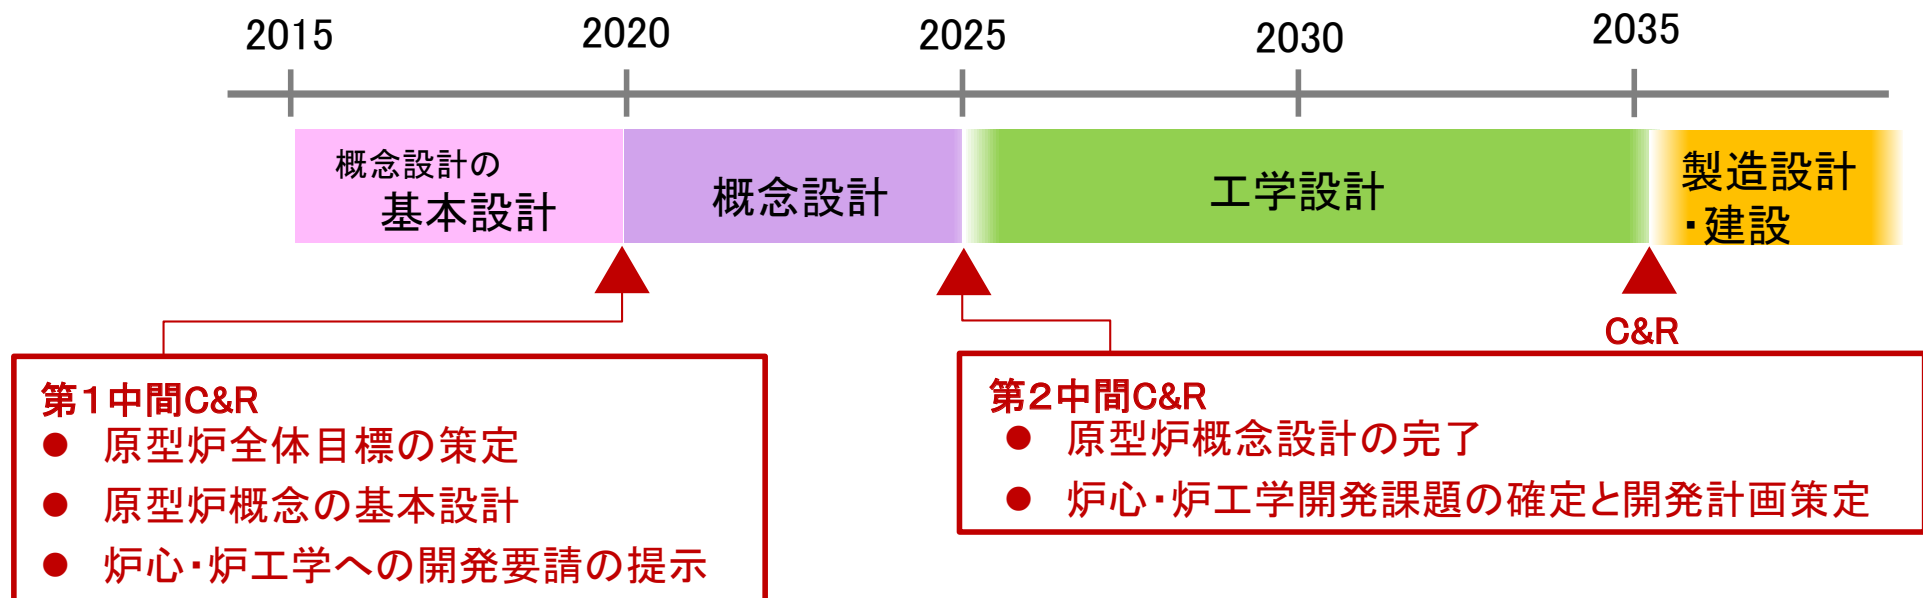 2015
2020
2025
2030
2035
概念設計の
基本設計
概念設計
工学設計
製造設計
・建設
C&R
第１中間C&R
● 原型炉全体目標の策定
● 原型炉概念の基本設計
● 炉心・炉工学への開発要請の提示
第２中間C&R
● 原型炉概念設計の完了
● 炉心・炉工学開発課題の確定と開発計画策定